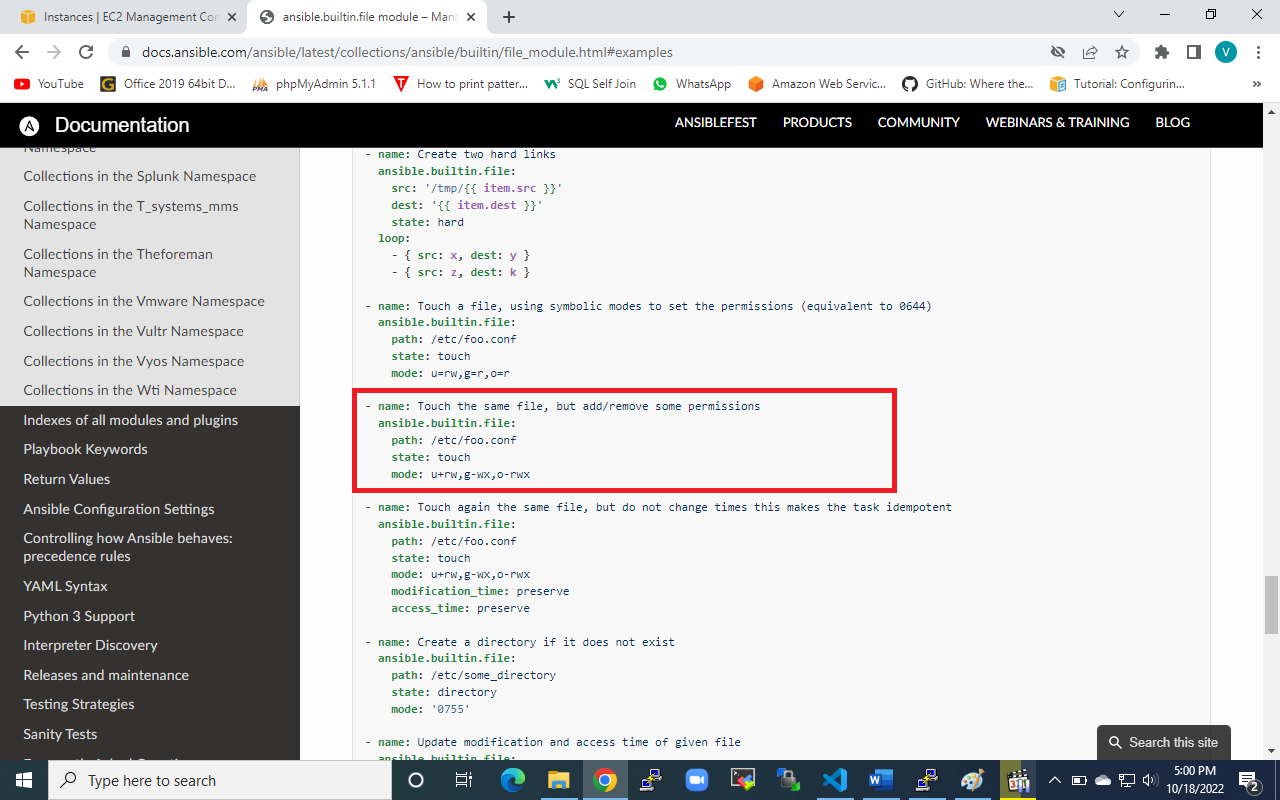 Instances | EC2 Management Con
ansible.builtin.file module – Mana
docs.ansible.com/ansible/latest/collections/ansible/builtin/file_module.html#examples
V
YouTube
Office 2019 64bit D...
phpMyAdmin 5.1.1
How to print patter...
SQL Self Join
WhatsApp
Amazon Web Servic...
GitHub: Where the...
Tutorial: Configurin...
»
Documentation
ANSIBLEFEST
PRODUCTS
COMMUNITY
WEBINARS & TRAINING
BLOG
Namespace
Collections in the Splunk Namespace
Collections in the T_systems_mms
Namespace
Collections in the Theforeman
Namespace
Collections in the Vmware Namespace
Collections in the Vultr Namespace
Collections in the Vyos Namespace
Collections in the Wti Namespace
Indexes of all modules and plugins
Playbook Keywords
Return Values
Ansible Configuration Settings
Controlling how Ansible behaves:
precedence rules
YAML Syntax
Python 3 Support
Interpreter Discovery
Releases and maintenance
Testing Strategies
Sanity Tests
- name: Create two hard links
ansible.builtin.file:
src: '/tmp/{{ item.src }}'
dest: '{{ item.dest }}'
state: hard
loop:
- { src: x, dest: y }
- { src: z, dest: k }
- name: Touch a file, using symbolic modes to set the permissions (equivalent to 0644)
ansible.builtin.file:
path: /etc/foo.conf
state: touch
mode: u=rw,g=r,o=r
- name: Touch the same file, but add/remove some permissions
ansible.builtin.file:
path: /etc/foo.conf
state: touch
mode: u+rw,g-wx,o-rwx
- name: Touch again the same file, but do not change times this makes the task idempotent
ansible.builtin.file:
path: /etc/foo.conf
state: touch
mode: u+rw,g-wx,o-rwx
modification_time: preserve
access_time: preserve
- name: Create a directory if it does not exist
ansible.builtin.file:
path: /etc/some_directory
state: directory
mode: '0755'
- name: Update modification and access time of given file
ansible.builtin.file:
Search this site
Type here to search
5:00 PM
10/18/2022
2